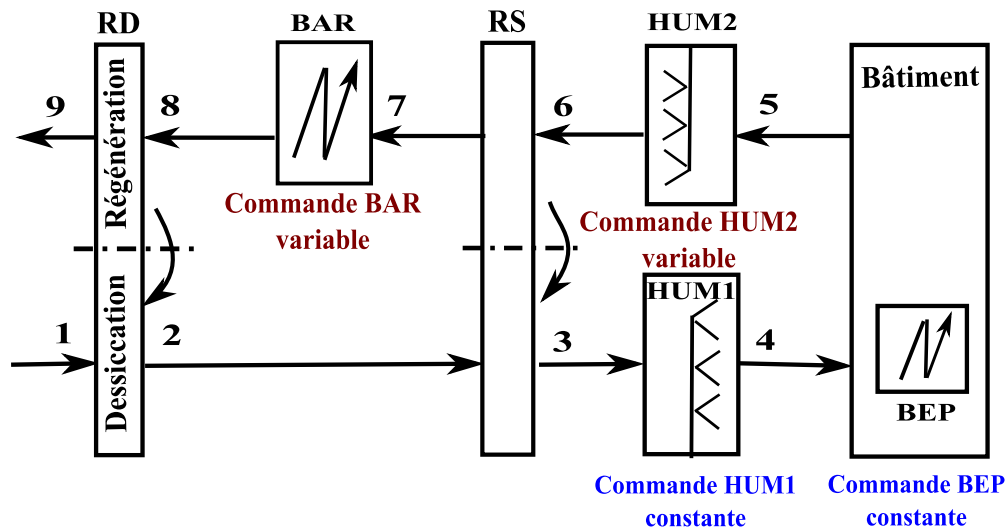 RD
BAR
RS
HUM2
Bâtiment
9
8
7
6
5
Régénération
Commande BAR
variable
Commande HUM2
variable
HUM1
Dessiccation
1
2
3
4
BEP
Commande HUM1
constante
Commande BEP
constante